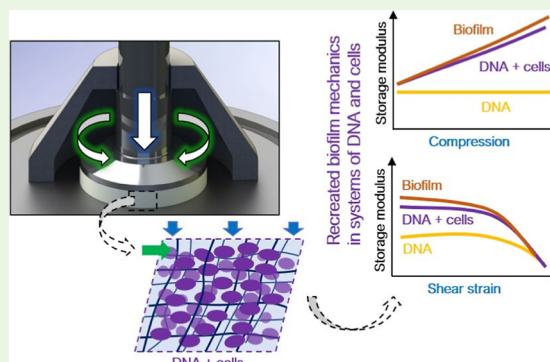 Recreated biofilm mechanics
in systems of DNA and cells
Storage modulus
Biofilm
DNA + cells
DNA
Compression
Storage modulus
Biofilm
DNA + cells
DNA
Shear strain
DNA + cells